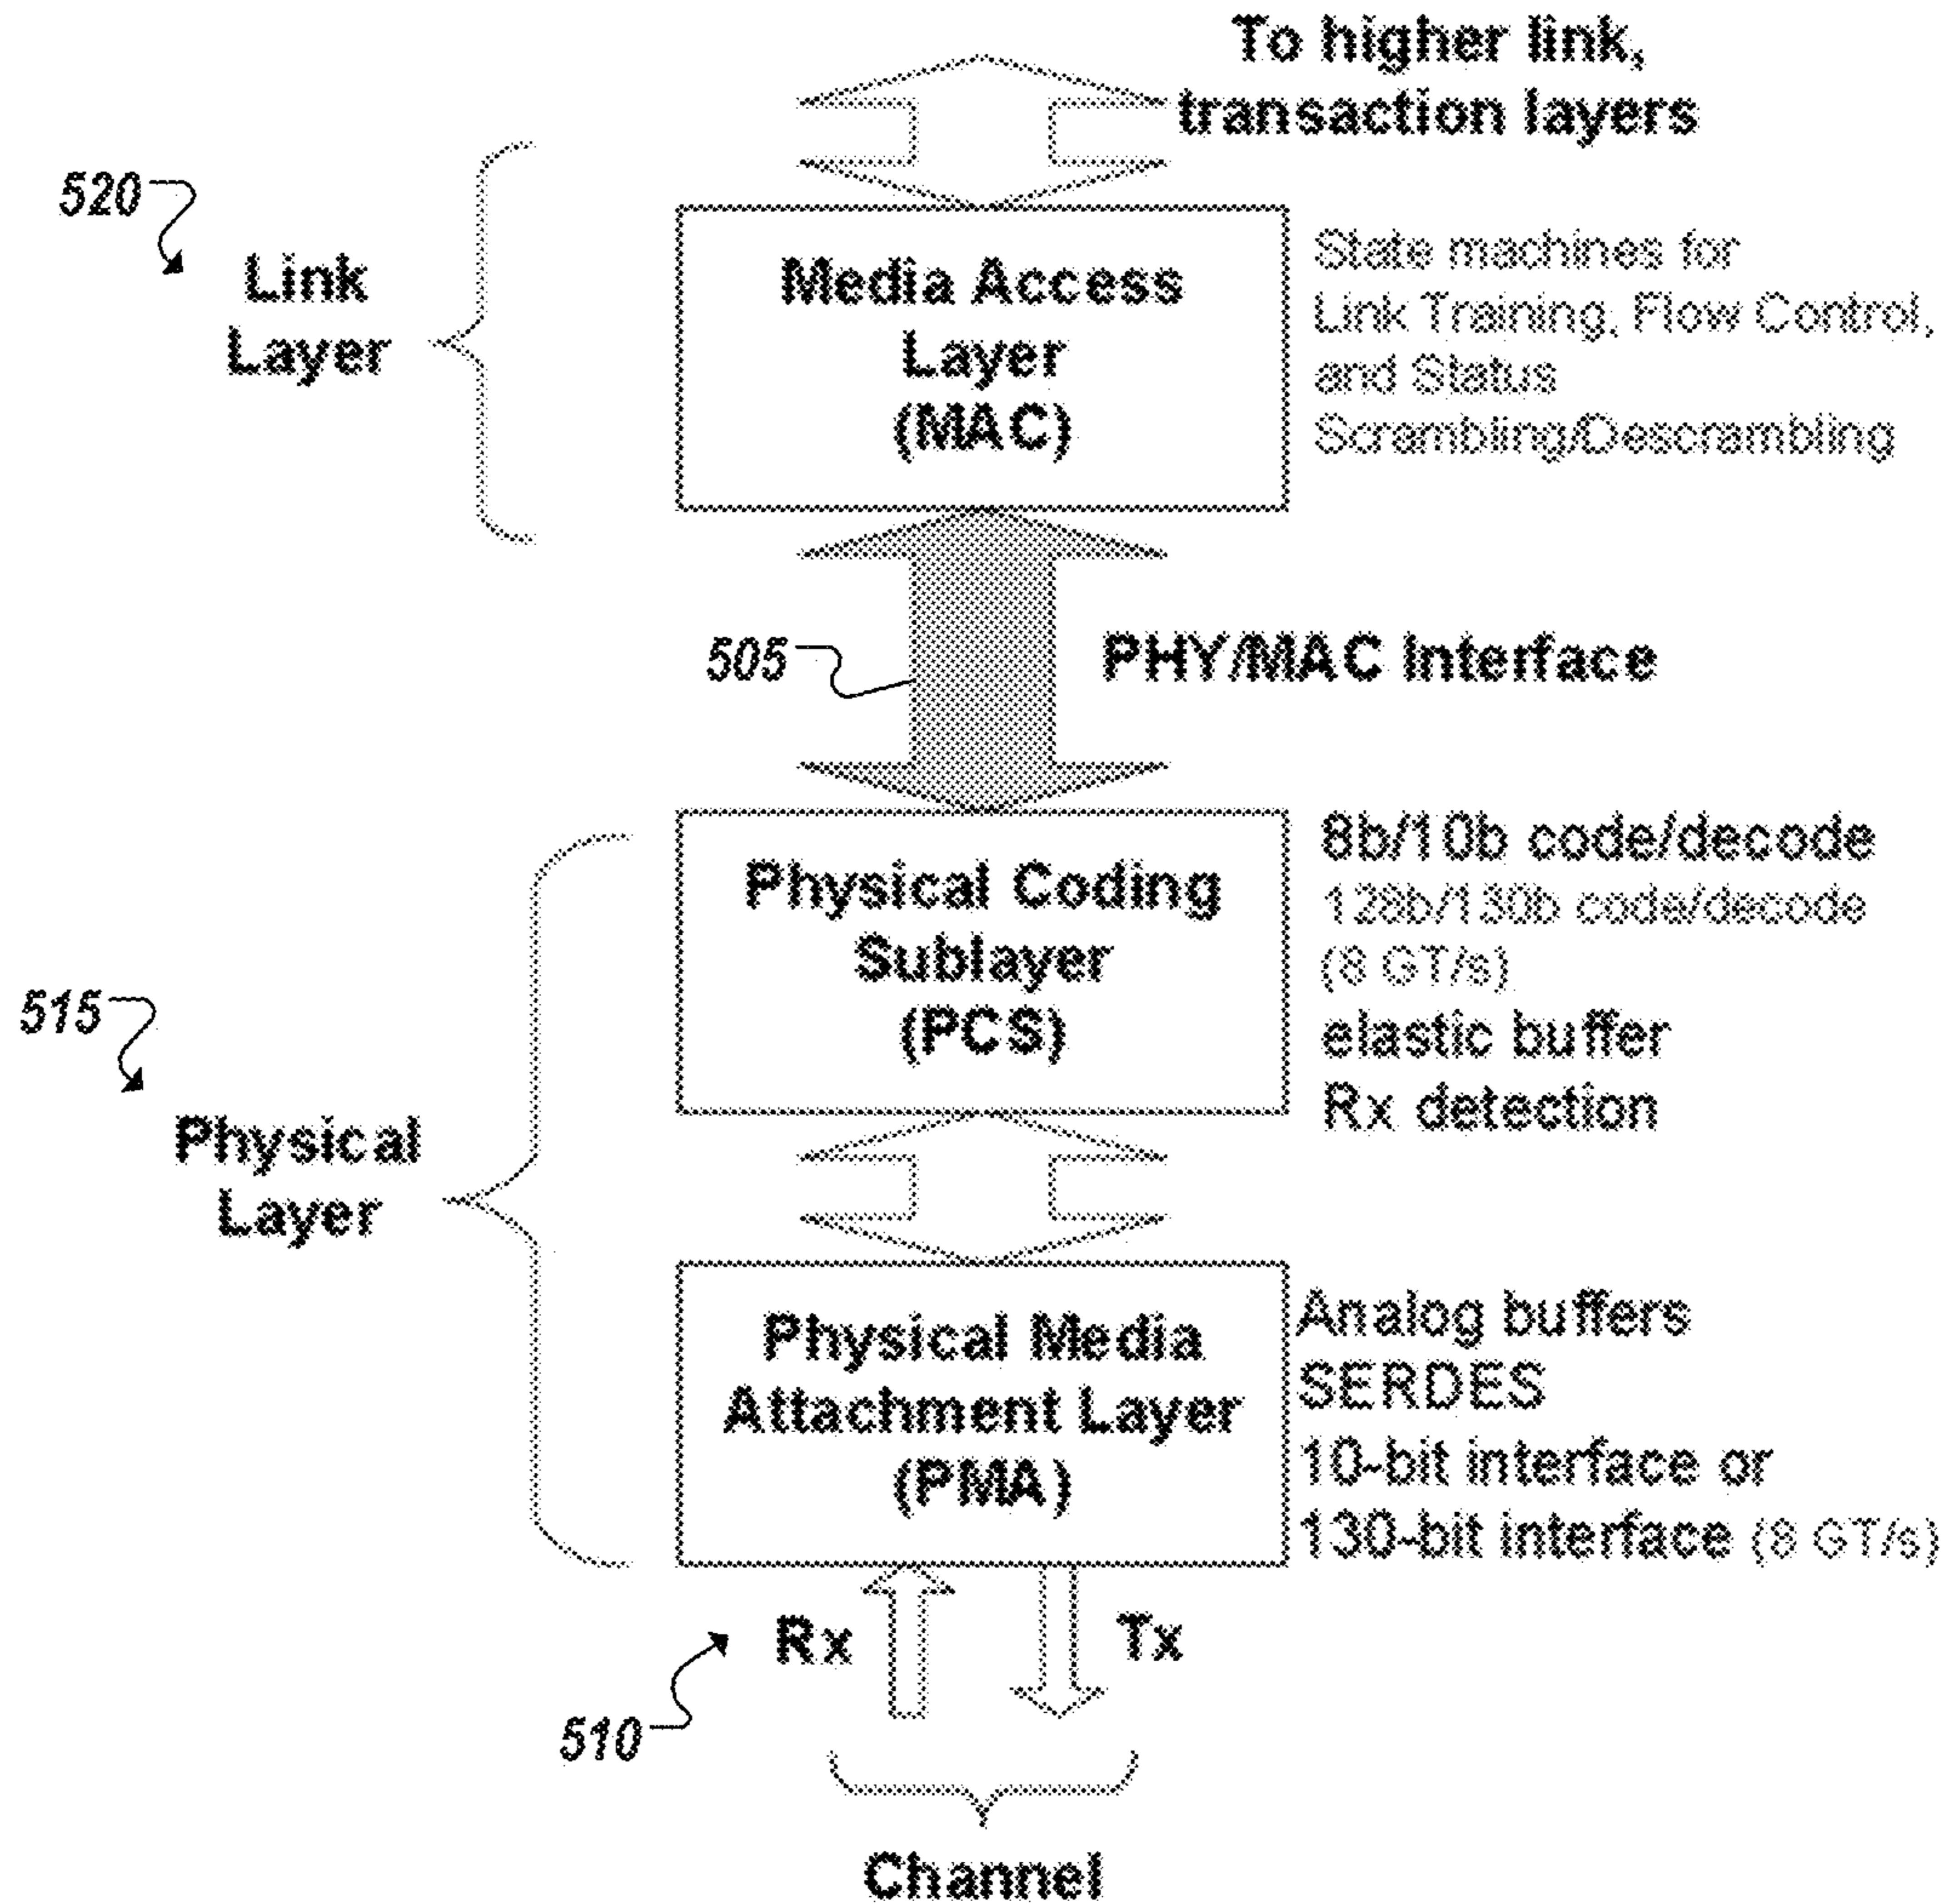 To higher link,
transaction layers
520
Link
Layer
Media Access
Layer
(MAC)
State machines for
Link Training, Flow Control,
and Status
Scrambling/Descrambling
505
PHY/MAC Interface
515
Physical
Layer
Physical Coding
Sublayer
(PCS)
8b/10b code/decode
128b/130b code/decode
(8 GT/s)
elastic buffer
Rx detection
Physical Media
Attachment Layer
(PMA)
Analog buffers
SERDES
10-bit interface or
130-bit interface (8 GT/s)
510
Rx
Tx
Channel